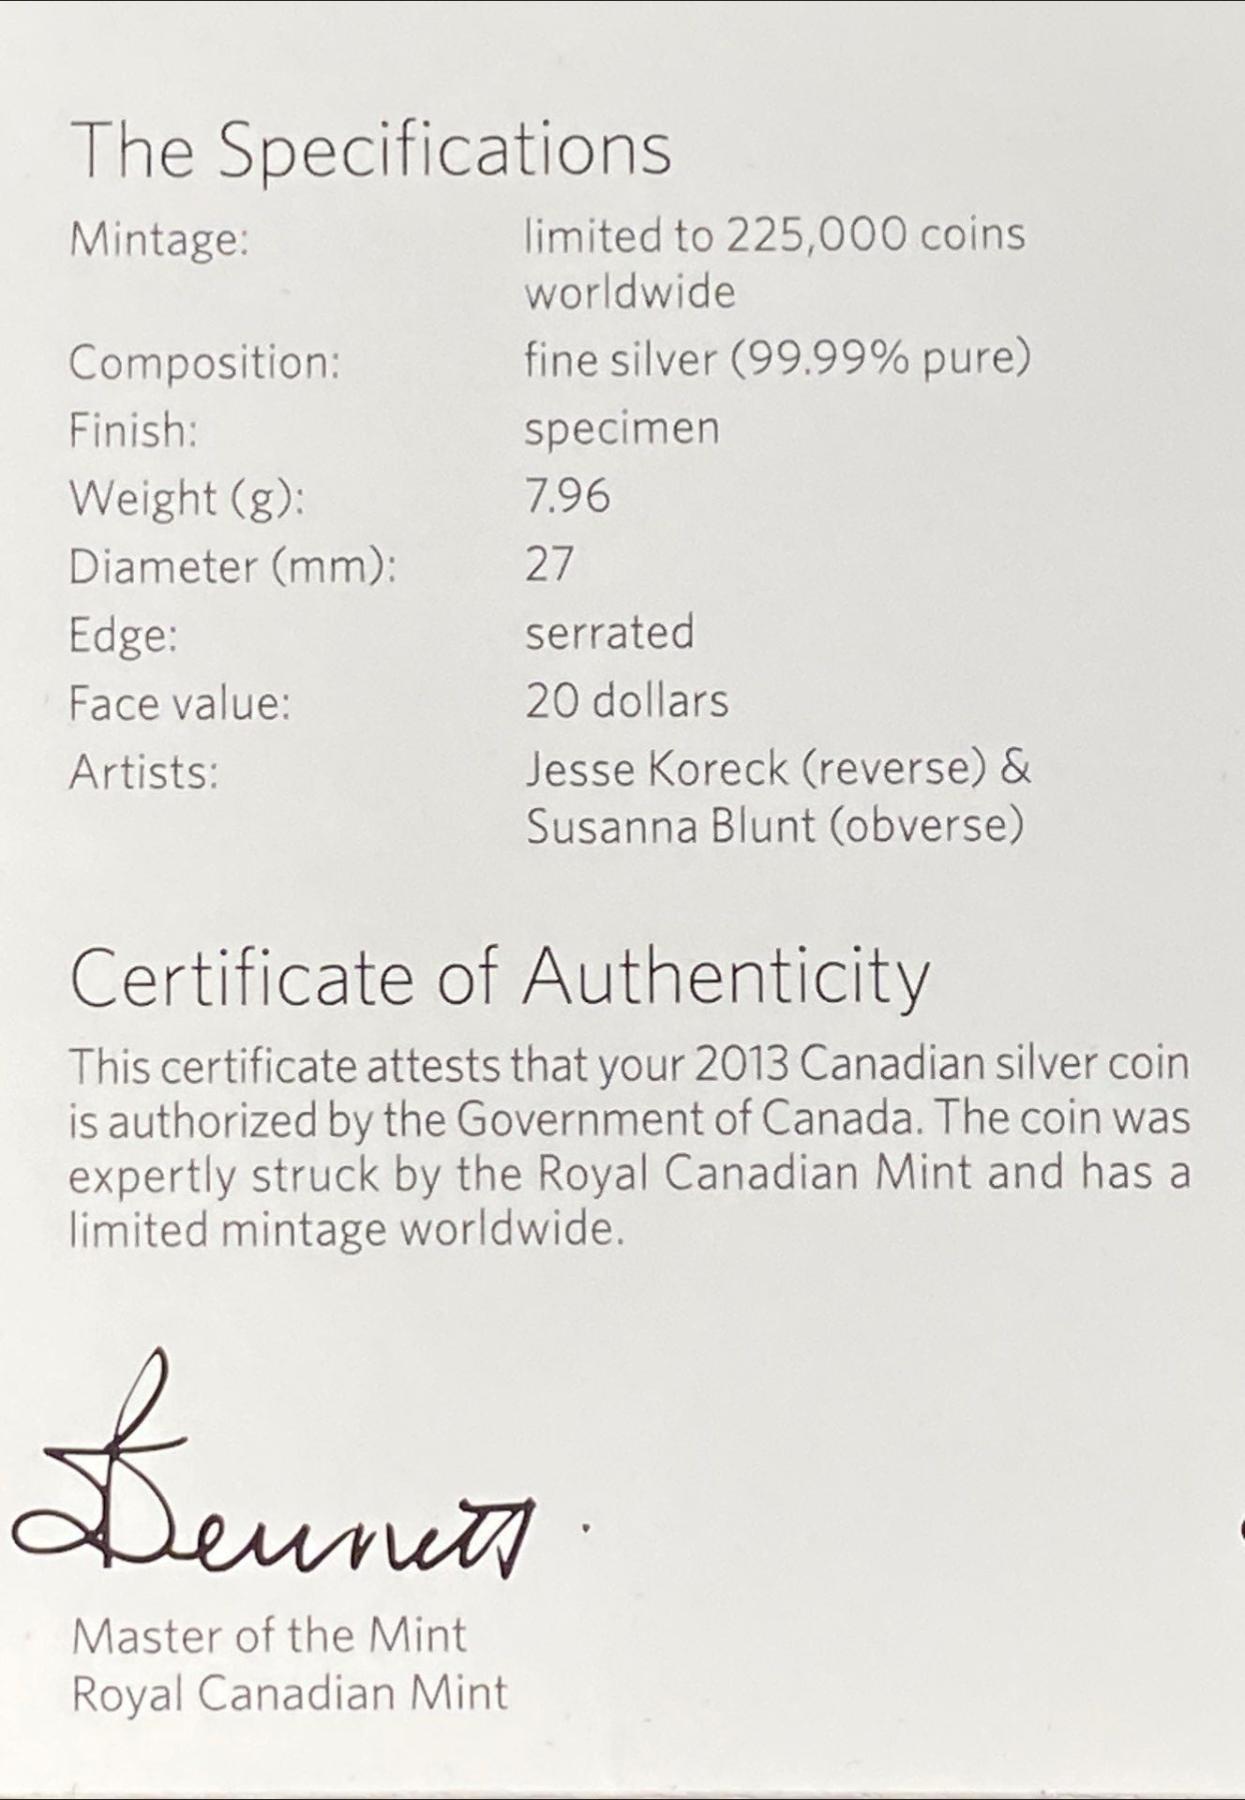 The Specifications
Mintage: limited to 225,000 coins
worldwide
Composition: fine silver (99.99% pure)
Finish: specimen
Weight (g): 7.96
Diameter (mm): 27
Edge: serrated
Face value: 20 dollars
Artists: Jesse Koreck (reverse) &
Susanna Blunt (obverse)
Certificate of Authenticity
This certificate attests that your 2013 Canadian silver coin
is authorized by the Government of Canada. The coin was
expertly struck by the Royal Canadian Mint and has a
limited mintage worldwide.
Bennett
Master of the Mint
Royal Canadian Mint